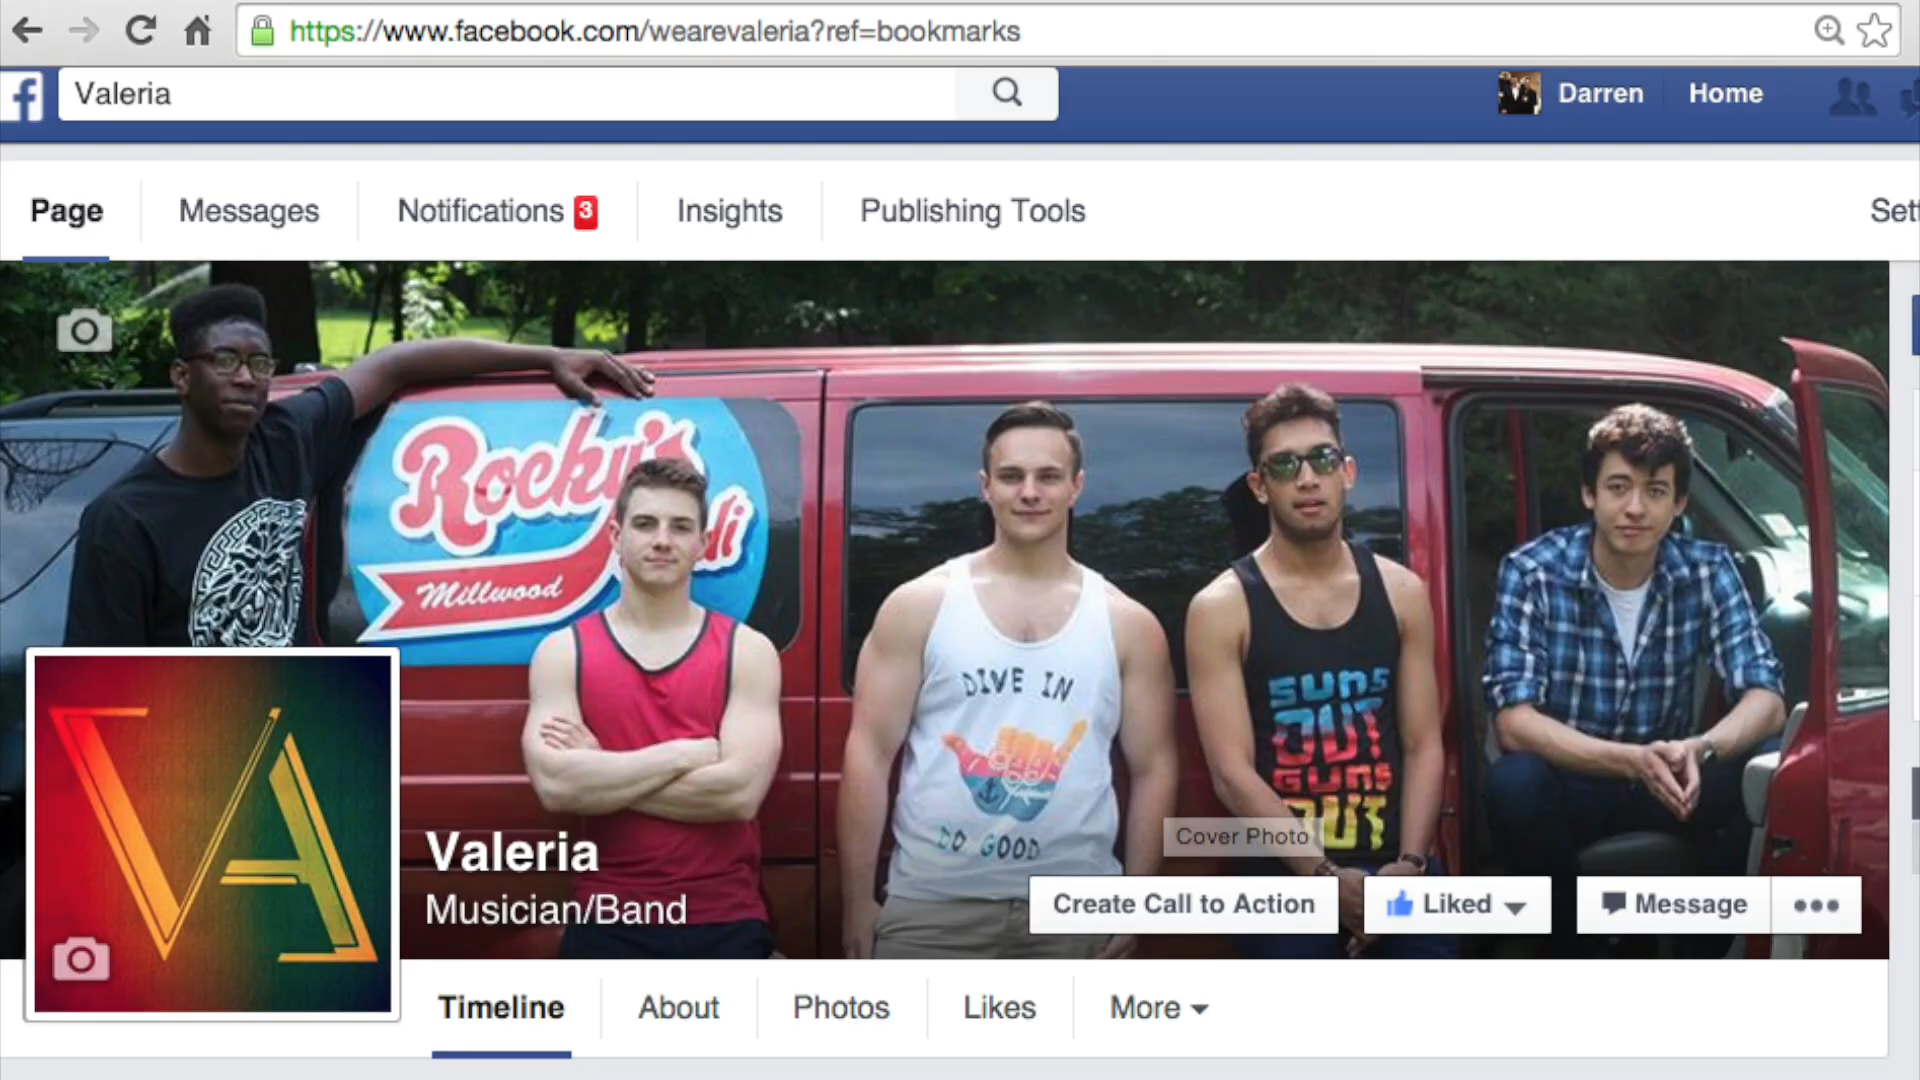 https://www.facebook.com/wearevaleria?ref=bookmarks
Valeria
Darren
Home
Page
Messages
Notifications 3
Insights
Publishing Tools
Rocky's
Millwood
DIVE IN
DO GOOD
SUNS
OUT
GUNS
OUT
VA
Valeria
Musician/Band
Cover Photo
Create Call to Action
Liked
Message
Timeline
About
Photos
Likes
More